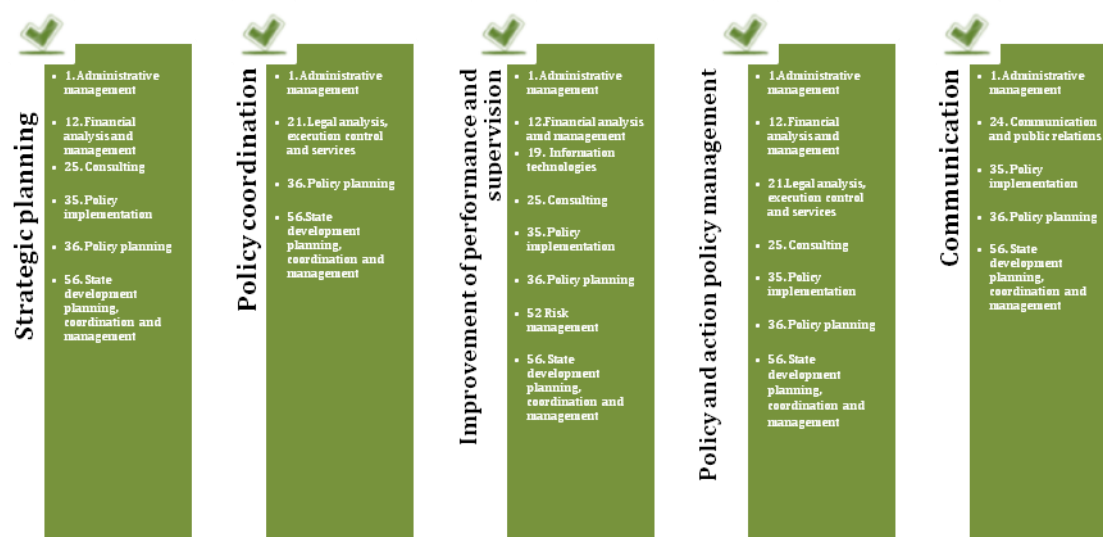 Strategic planning
• 1. Administrative
management
• 12. Financial
analysis and
management
• 25. Consulting
• 35. Policy
implementation
• 36. Policy planning
• 56. State
development
planning,
coordination and
management
Policy coordination
• 1. Administrative
management
• 21. Legal analysis,
execution control
and services
• 36. Policy planning
• 56.State
development
planning,
coordination and
management
Improvement of performance and
supervision
• 1. Administrative
management
• 12.Financial analysis
and management
• 19. Information
technologies
• 25. Consulting
• 35. Policy
implementation
• 36. Policy planning
• 52 Risk
management
• 56. State
development
planning,
coordination and
management
Policy and action policy management
• 1.Administrative
management
• 12. Financial
analysis and
management
• 21.Legal analysis,
execution control
and services
• 25. Consulting
• 35. Policy
implementation
• 36. Policy planning
• 56. State
development
planning,
coordination and
management
Communication
• 1. Administrative
management
• 24. Communication
and public relations
• 35. Policy
implementation
• 36. Policy planning
• 56. State
development
planning,
coordination and
management